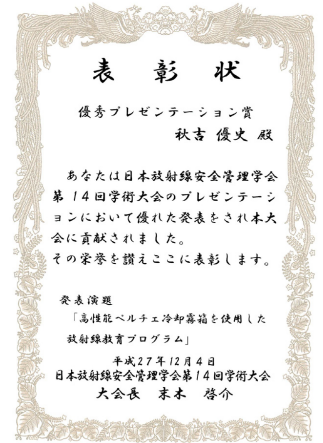 表彰状
優秀プレゼンテーション賞
秋吉 優史 殿
あなたは日本放射線安全管理学会
第14回学術大会のプレゼンテーシ
ョンにおいて優れた発表をされ本大
会に貢献されました。
その栄誉を讃えここに表彰します。
発表演題
「高性能ペルチェ冷却霧箱を使用した
放射線教育プログラム」
平成27年12月4日
日本放射線安全管理学会第14回学術大会
大会長 末木 啓介